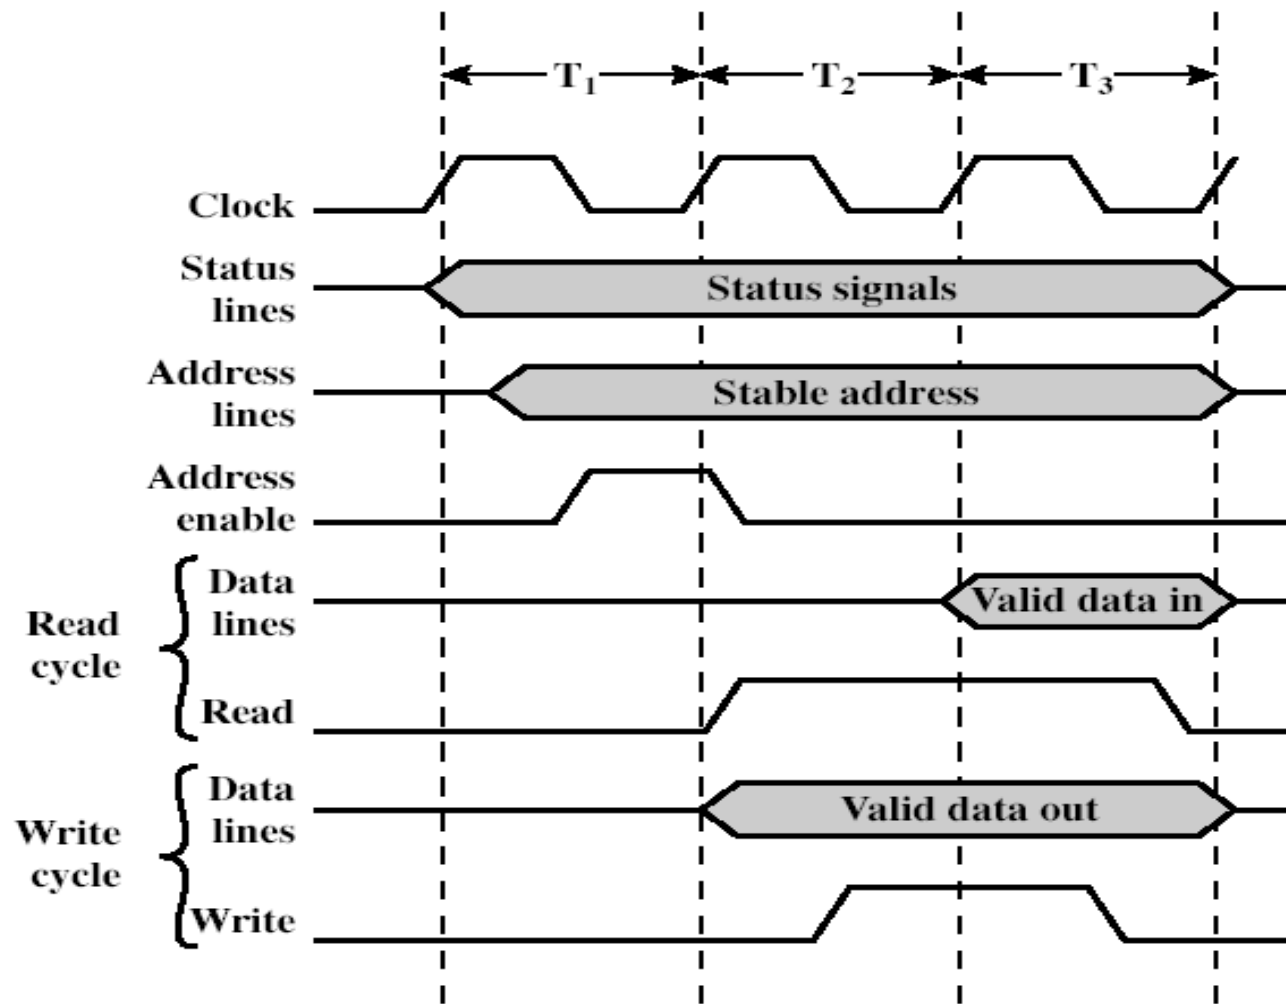 T₁ T₂ T₃
Clock
Status
lines
Status signals
Address
lines
Stable address
Address
enable
Read
cycle
Data
lines
Valid data in
Read
Write
cycle
Data
lines
Valid data out
Write